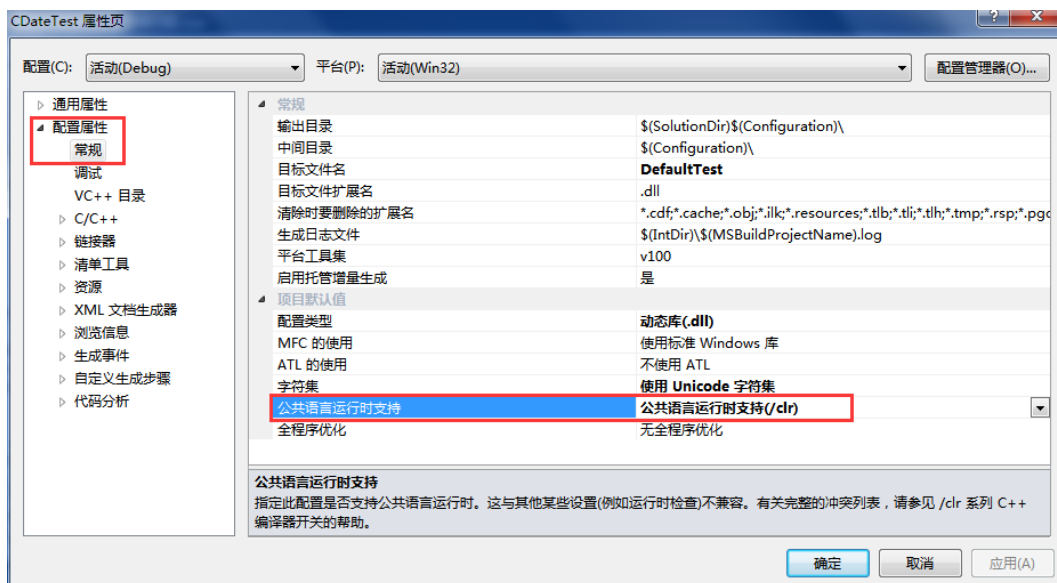 CDateTest 属性页
配置(C): 活动(Debug) 平台(P): 活动(Win32) 配置管理器(O)...
通用属性
配置属性
常规
调试
VC++ 目录
C/C++
链接器
清单工具
资源
XML 文档生成器
浏览信息
生成事件
自定义生成步骤
代码分析
常规
输出目录 $(SolutionDir)$(Configuration)\
中间目录 $(Configuration)\
目标文件名 DefaultTest
目标文件扩展名 .dll
清除时要删除的扩展名 *.cdf;*.cache;*.obj;*.ilk;*.resources;*.tlb;*.tli;*.tlh;*.tmp;*.rsp;*.pgc
生成日志文件 $(IntDir)\$(MSBuildProjectName).log
平台工具集 v100
启用托管增量生成 是
项目默认值
配置类型 动态库(.dll)
MFC 的使用 使用标准 Windows 库
ATL 的使用 不使用 ATL
字符集 使用 Unicode 字符集
公共语言运行时支持 公共语言运行时支持(/clr)
全程序优化 无全程序优化
公共语言运行时支持
指定此配置是否支持公共语言运行时。这与其他某些设置(例如运行时检查)不兼容。有关完整的冲突列表，请参见 /clr 系列 C++
编译器开关的帮助。
确定 取消 应用(A)